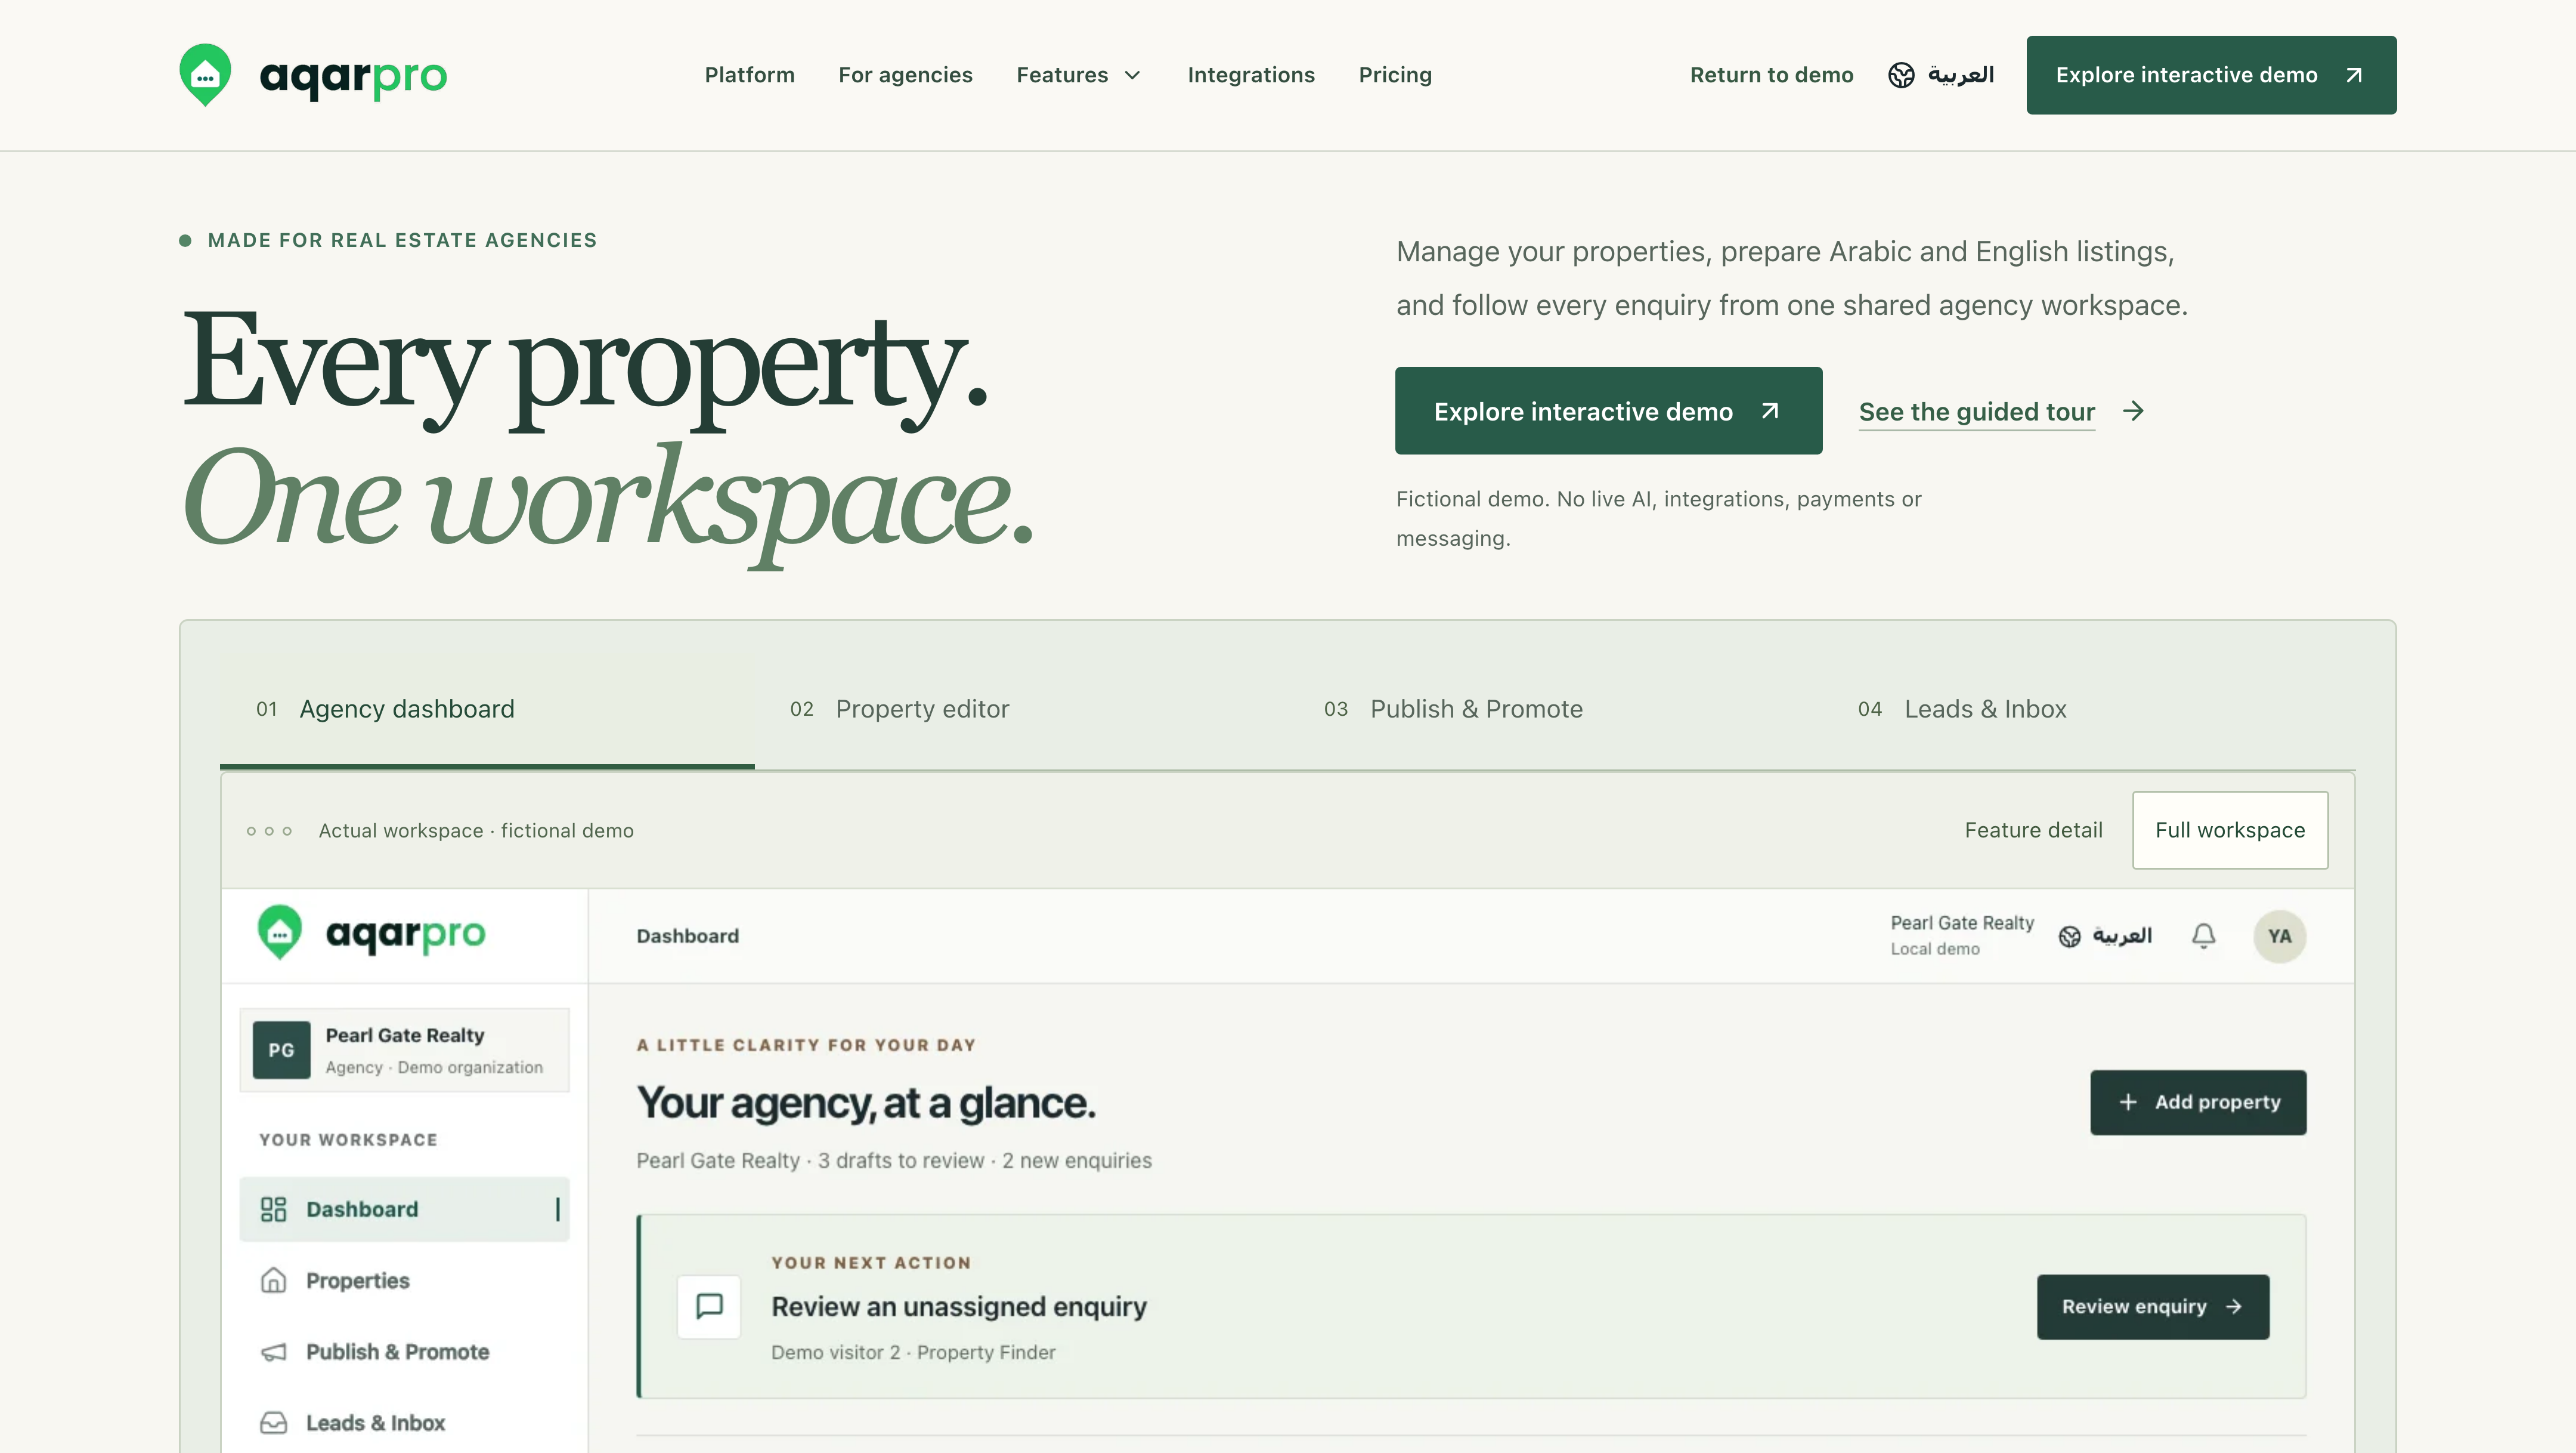 aqarpro
Platform
For agencies
Features
Integrations
Pricing
Return to demo
العربية
Explore interactive demo
MADE FOR REAL ESTATE AGENCIES
Every property.
One workspace.
Manage your properties, prepare Arabic and English listings,
and follow every enquiry from one shared agency workspace.
Explore interactive demo
See the guided tour
Fictional demo. No live AI, integrations, payments or
messaging.
01 Agency dashboard
02 Property editor
03 Publish & Promote
04 Leads & Inbox
Actual workspace · fictional demo
Feature detail
Full workspace
aqarpro
Dashboard
Pearl Gate Realty
Local demo
العربية
YA
PG
Pearl Gate Realty
Agency · Demo organization
YOUR WORKSPACE
Dashboard
Properties
Publish & Promote
Leads & Inbox
A LITTLE CLARITY FOR YOUR DAY
Your agency, at a glance.
Pearl Gate Realty · 3 drafts to review · 2 new enquiries
Add property
YOUR NEXT ACTION
Review an unassigned enquiry
Demo visitor 2 · Property Finder
Review enquiry